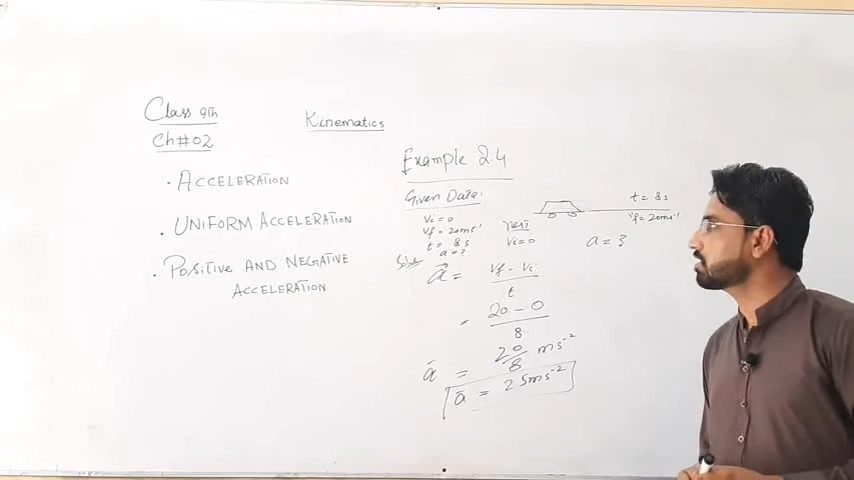 Class 9th
Ch#02
Kinematics
• ACCELERATION
• UNIFORM ACCELERATION
• POSITIVE AND NEGATIVE
ACCELERATION
Example 2.4
Given Data:
Vi = 0
Vf = 20ms⁻¹
t = 8s
a = ?
rest
Vi = 0
t = 8s
Vf = 20ms⁻¹
a = ?
Sol:
a⃗ = Vf - Vi / t
= 20 - 0 / 8
a⃗ = 20/8 ms⁻²
a⃗ = 2.5ms⁻²